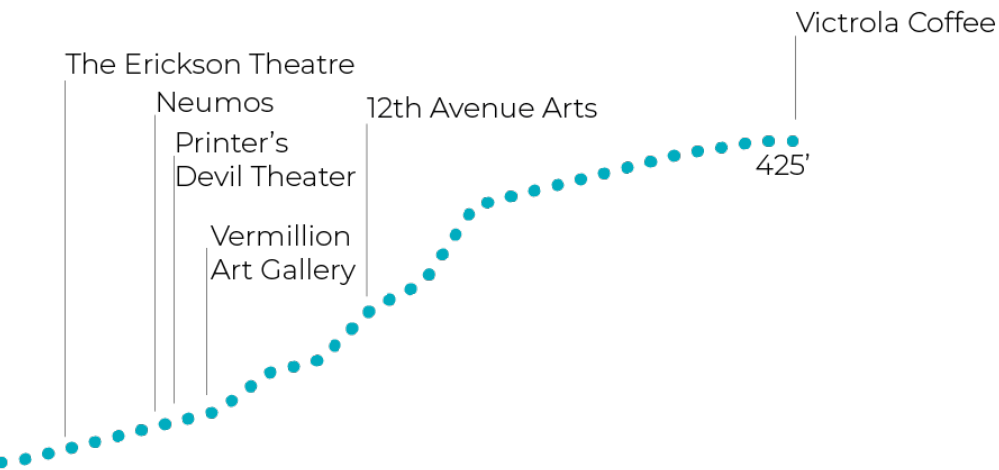 Victrola Coffee
The Erickson Theatre
Neumos
12th Avenue Arts
Printer’s
Devil Theater
425’
Vermillion
Art Gallery